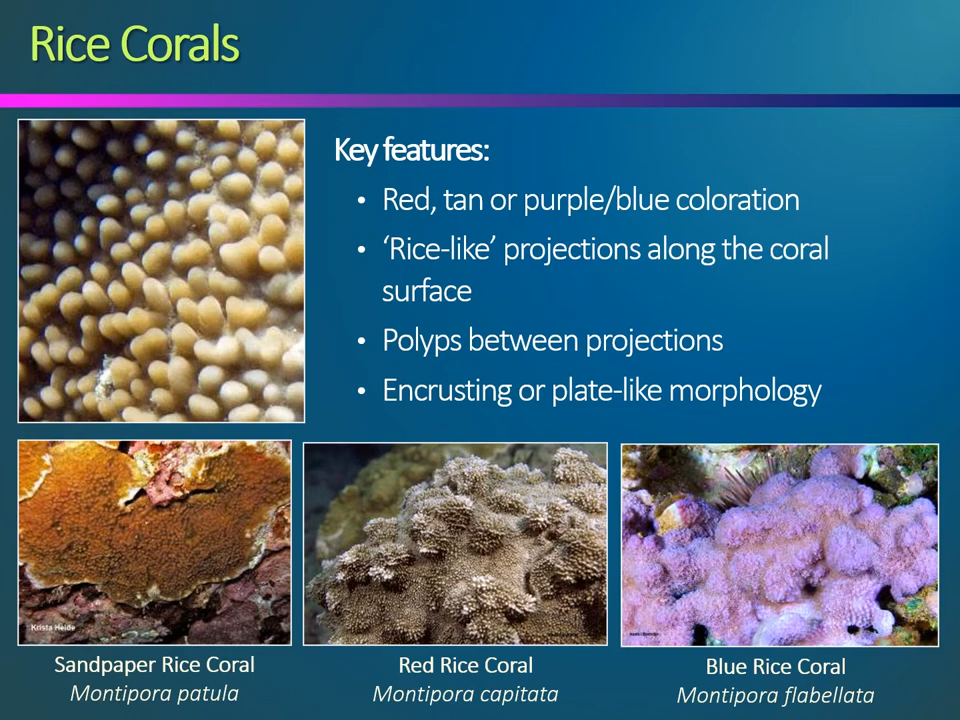 Rice Corals
Key features:
• Red, tan or purple/blue coloration
• ‘Rice-like’ projections along the coral
surface
• Polyps between projections
• Encrusting or plate-like morphology
Krista Heide
Sandpaper Rice Coral
Montipora patula
Red Rice Coral
Montipora capitata
Blue Rice Coral
Montipora flabellata